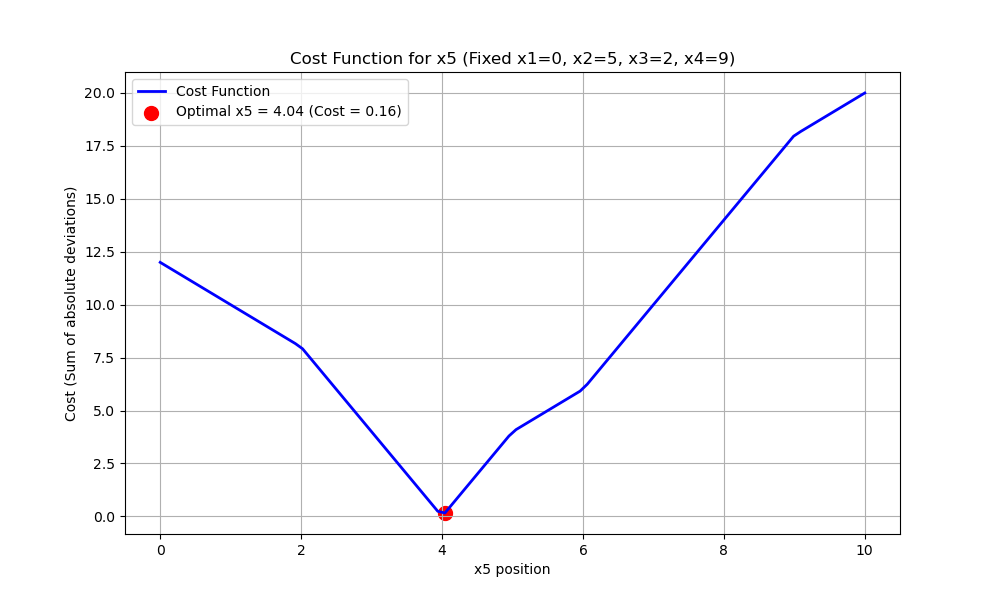 Cost Function for x5 (Fixed x1=0, x2=5, x3=2, x4=9)
Cost Function
Optimal x5 = 4.04 (Cost = 0.16)
Cost (Sum of absolute deviations)
20.0
17.5
15.0
12.5
10.0
7.5
5.0
2.5
0.0
0 2 4 6 8 10
x5 position